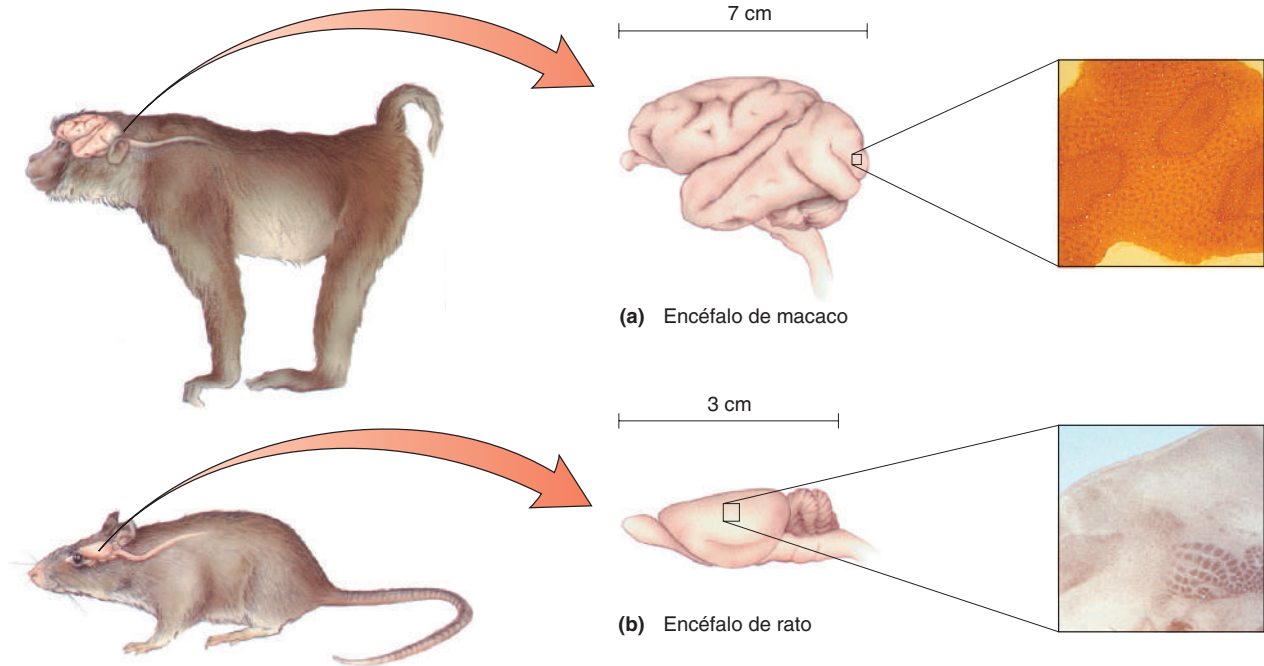 7 cm
(a) Encéfalo de macaco
3 cm
(b) Encéfalo de rato